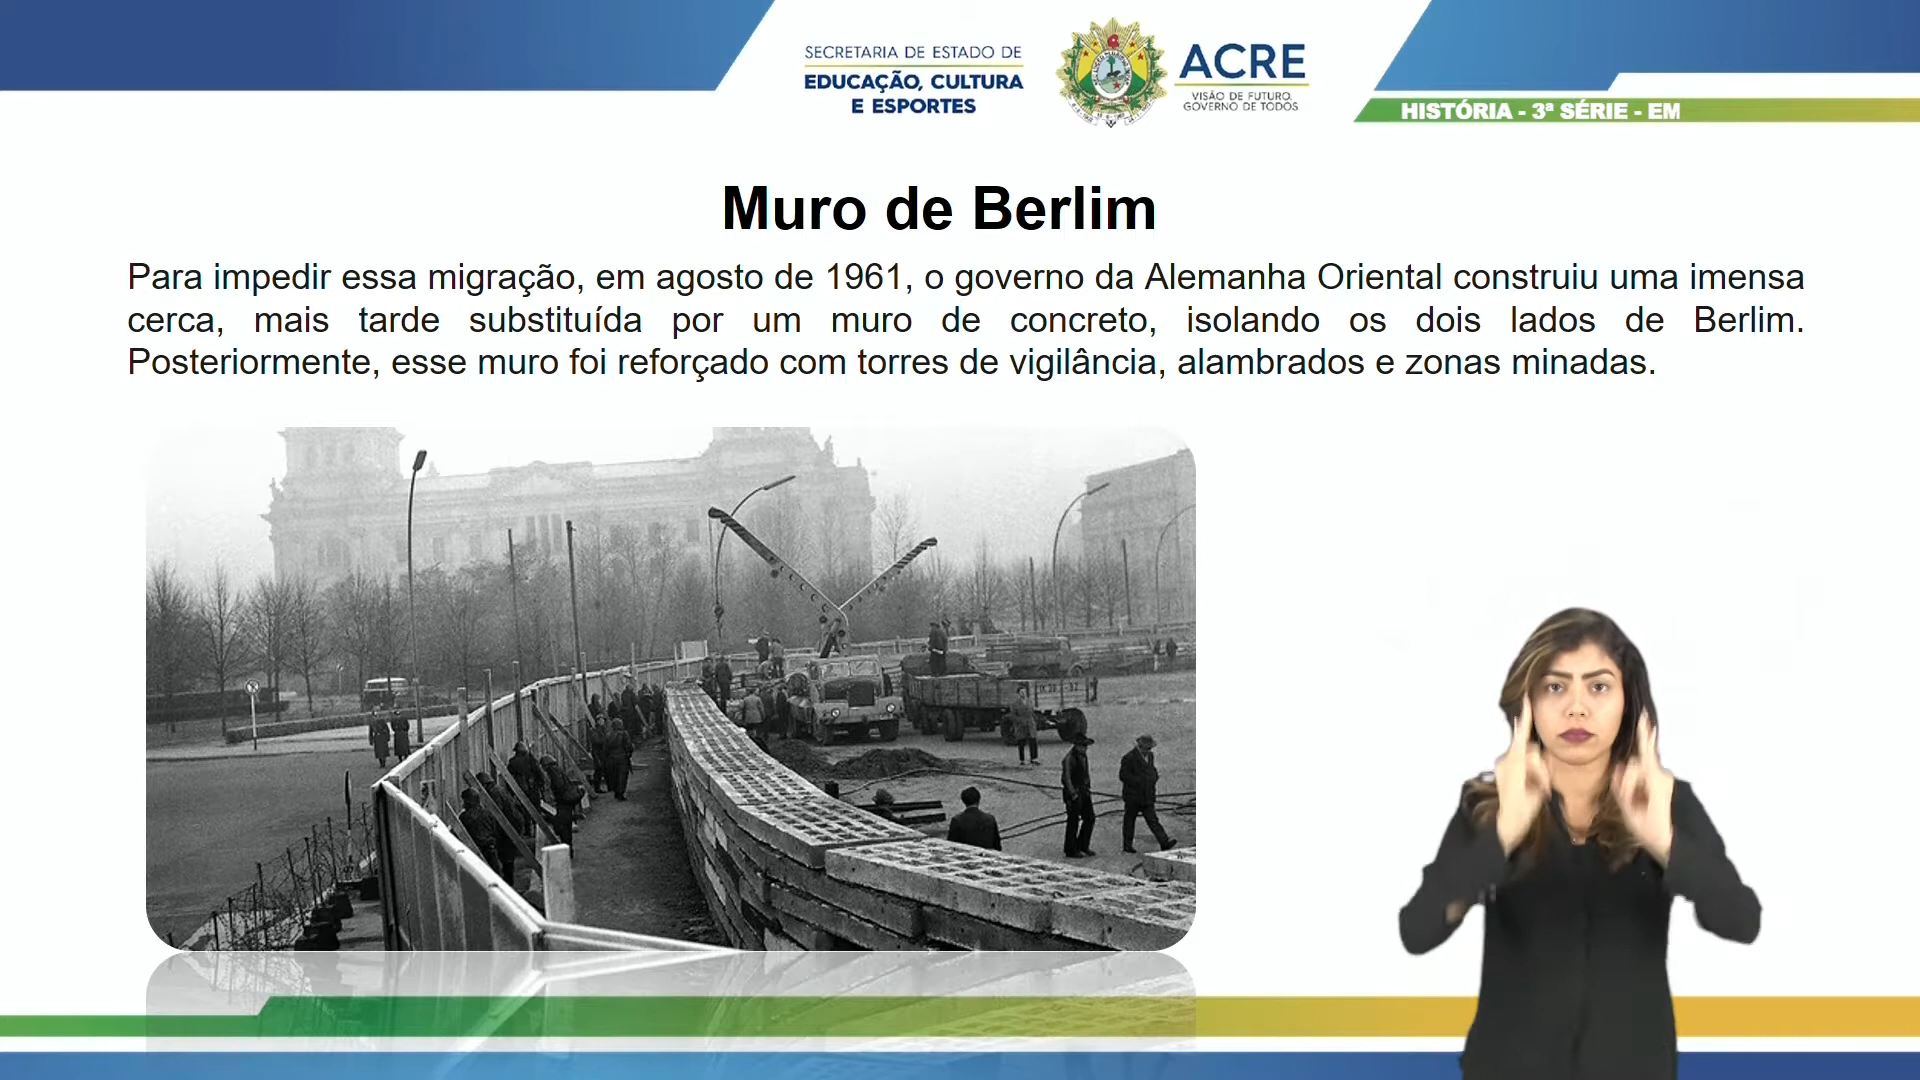 SECRETARIA DE ESTADO DE
EDUCAÇÃO, CULTURA
E ESPORTES
ACRE
VISÃO DE FUTURO.
GOVERNO DE TODOS
HISTÓRIA - 3ª SÉRIE - EM
Muro de Berlim
Para impedir essa migração, em agosto de 1961, o governo da Alemanha Oriental construiu uma imensa
cerca, mais tarde substituída por um muro de concreto, isolando os dois lados de Berlim.
Posteriormente, esse muro foi reforçado com torres de vigilância, alambrados e zonas minadas.